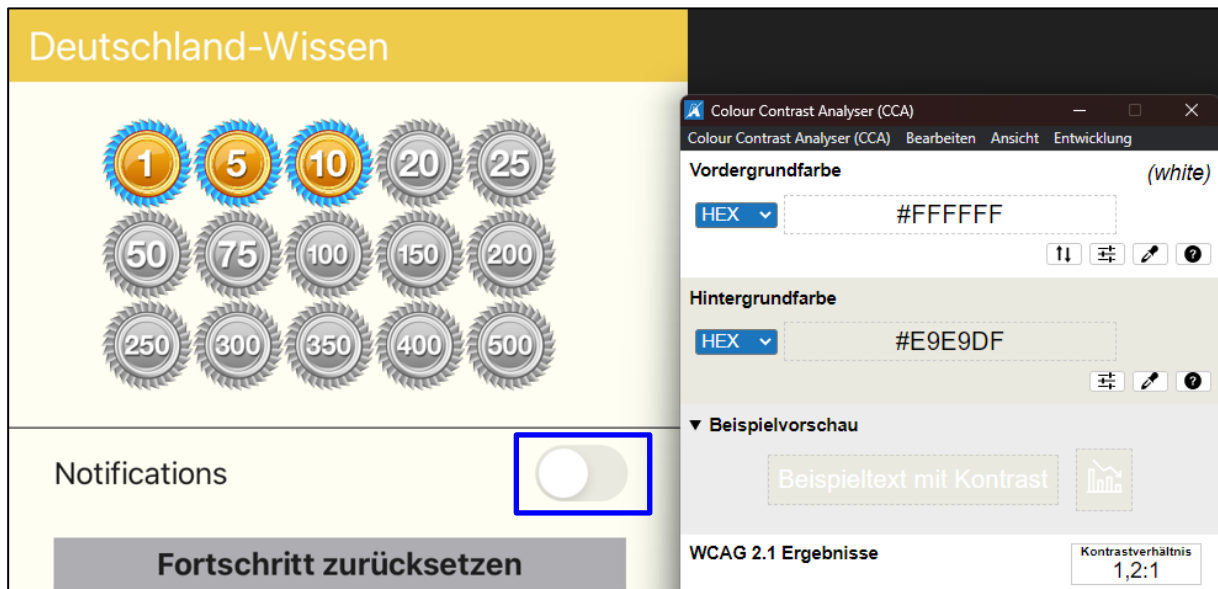 Deutschland-Wissen
1 5 10 20 25
50 75 100 150 200
250 300 350 400 500
Notifications
Fortschritt zurücksetzen
Colour Contrast Analyser (CCA)
Colour Contrast Analyser (CCA) Bearbeiten Ansicht Entwicklung
Vordergrundfarbe (white)
HEX #FFFFFF
Hintergrundfarbe
HEX #E9E9DF
Beispielvorschau
Beispieltext mit Kontrast
WCAG 2.1 Ergebnisse
Kontrastverhältnis
1,2:1